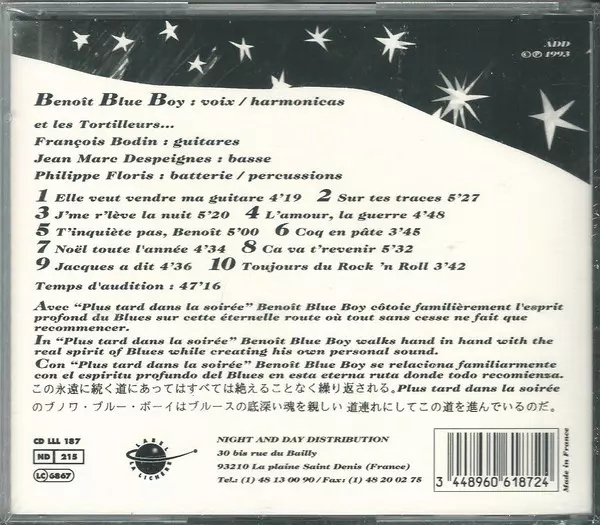 ADD
©℗ 1993
Benoît Blue Boy : voix / harmonicas
et les Tortilleurs...
François Bodin : guitares
Jean Marc Despeignes : basse
Philippe Floris : batterie / percussions
1 Elle veut vendre ma guitare 4'19 2 Sur tes traces 5'27
3 J'me r'lève la nuit 5'20 4 L'amour, la guerre 4'48
5 T'inquiète pas, Benoît 5'00 6 Coq en pâte 3'45
7 Noël toute l'année 4'34 8 Ca va t'revenir 5'32
9 Jacques a dit 4'36 10 Toujours du Rock 'n Roll 3'42
Temps d'audition : 47'16
Avec "Plus tard dans la soirée" Benoît Blue Boy côtoie familièrement l'esprit
profond du Blues sur cette éternelle route où tout sans cesse ne fait que
recommencer.
In "Plus tard dans la soirée" Benoît Blue Boy walks hand in hand with the
real spirit of Blues while creating his own personal sound.
Con "Plus tard dans la soirée" Benoît Blue Boy se relaciona familiarmente
con el espiritu profundo del Blues en esta eterna ruta donde todo recomienza.
この永遠に続く道にあってはすべては絶えることなく繰り返される。Plus tard dans la soirée
のブノワ・ブルー・ボーイはブルースの底深い魂を親しい 道連れにしてこの道を進んでいるのだ。
CD LLL 187
ND 215
LC 6867
LABEL
LA LICHÈRE
NIGHT AND DAY DISTRIBUTION
30 bis rue du Bailly
93210 La plaine Saint Denis (France)
Tel.: (1) 48 13 00 90 / Fax: (1) 48 20 02 75
3 448960 618724
Made in France